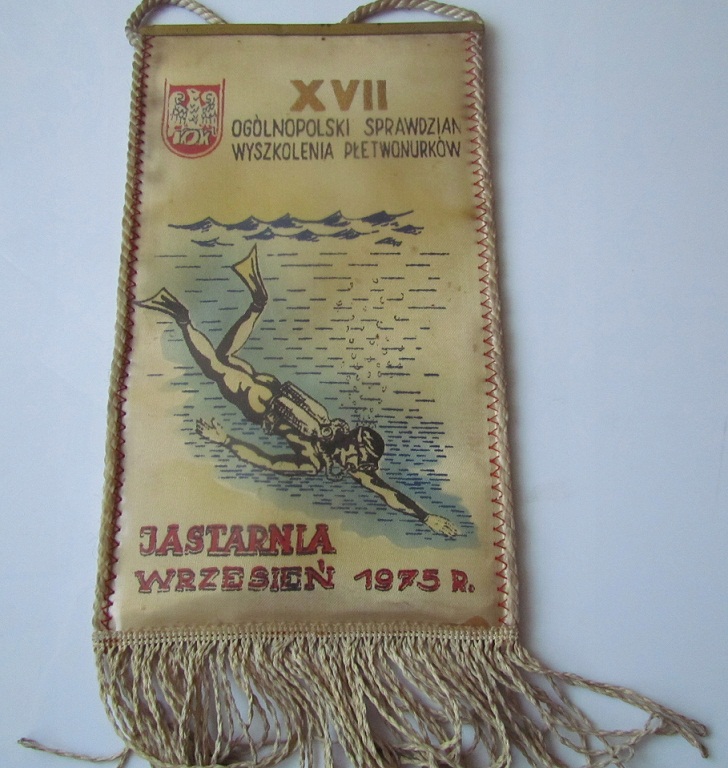 XVII
OGÓLNOPOLSKI SPRAWDZIAN
WYSZKOLENIA PŁETWONURKÓW
JASTARNIA
WRZESIEŃ 1975 R.